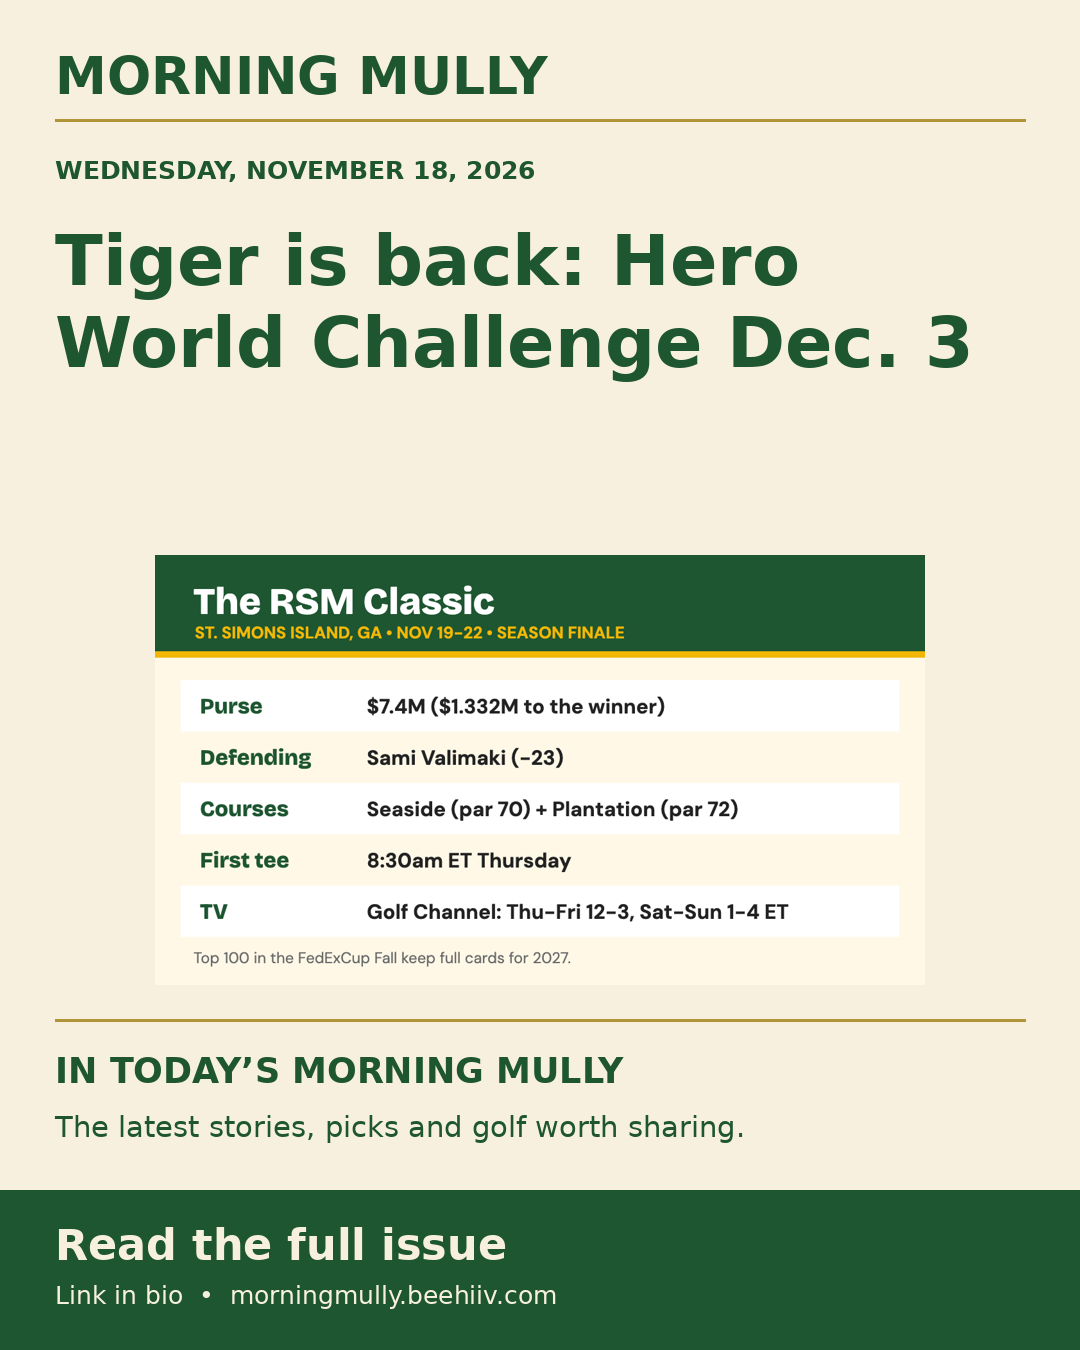 MORNING MULLY
WEDNESDAY, NOVEMBER 18, 2026
Tiger is back: Hero
World Challenge Dec. 3
The RSM Classic
ST. SIMONS ISLAND, GA • NOV 19-22 • SEASON FINALE
Purse $7.4M ($1.332M to the winner)
Defending Sami Valimaki (-23)
Courses Seaside (par 70) + Plantation (par 72)
First tee 8:30am ET Thursday
TV Golf Channel: Thu-Fri 12-3, Sat-Sun 1-4 ET
Top 100 in the FedExCup Fall keep full cards for 2027.
IN TODAY’S MORNING MULLY
The latest stories, picks and golf worth sharing.
Read the full issue
Link in bio • morningmully.beehiiv.com